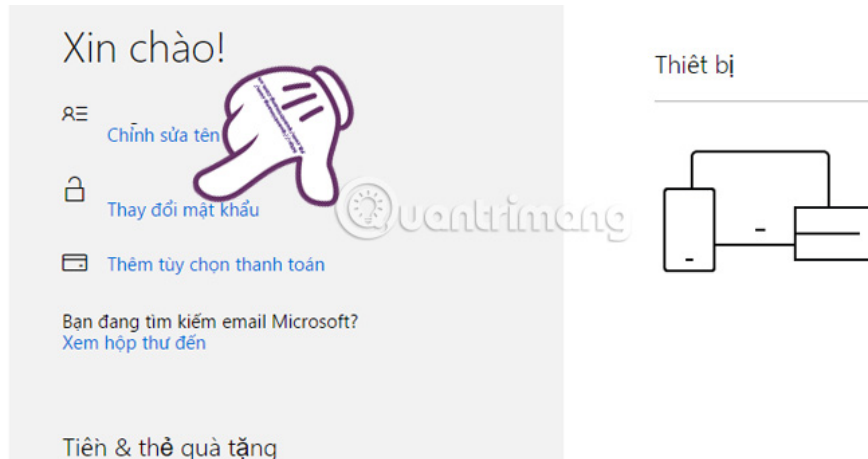 Xin chào!
Chỉnh sửa tên
Thay đổi mật khẩu
Thêm tùy chọn thanh toán
Bạn đang tìm kiếm email Microsoft?
Xem hộp thư đến
Tiền & thẻ quà tặng
Thiết bị
Quantrimang